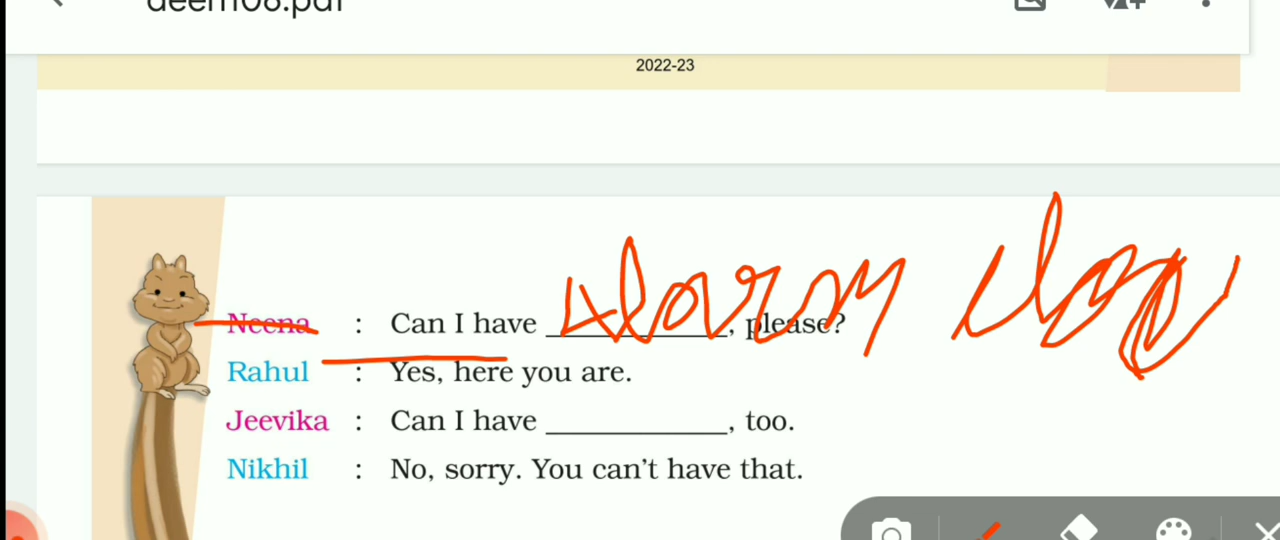 deem08.pdf
2022-23
Neena : Can I have ____________, please?
Rahul : Yes, here you are.
Jeevika : Can I have ____________, too.
Nikhil : No, sorry. You can't have that.